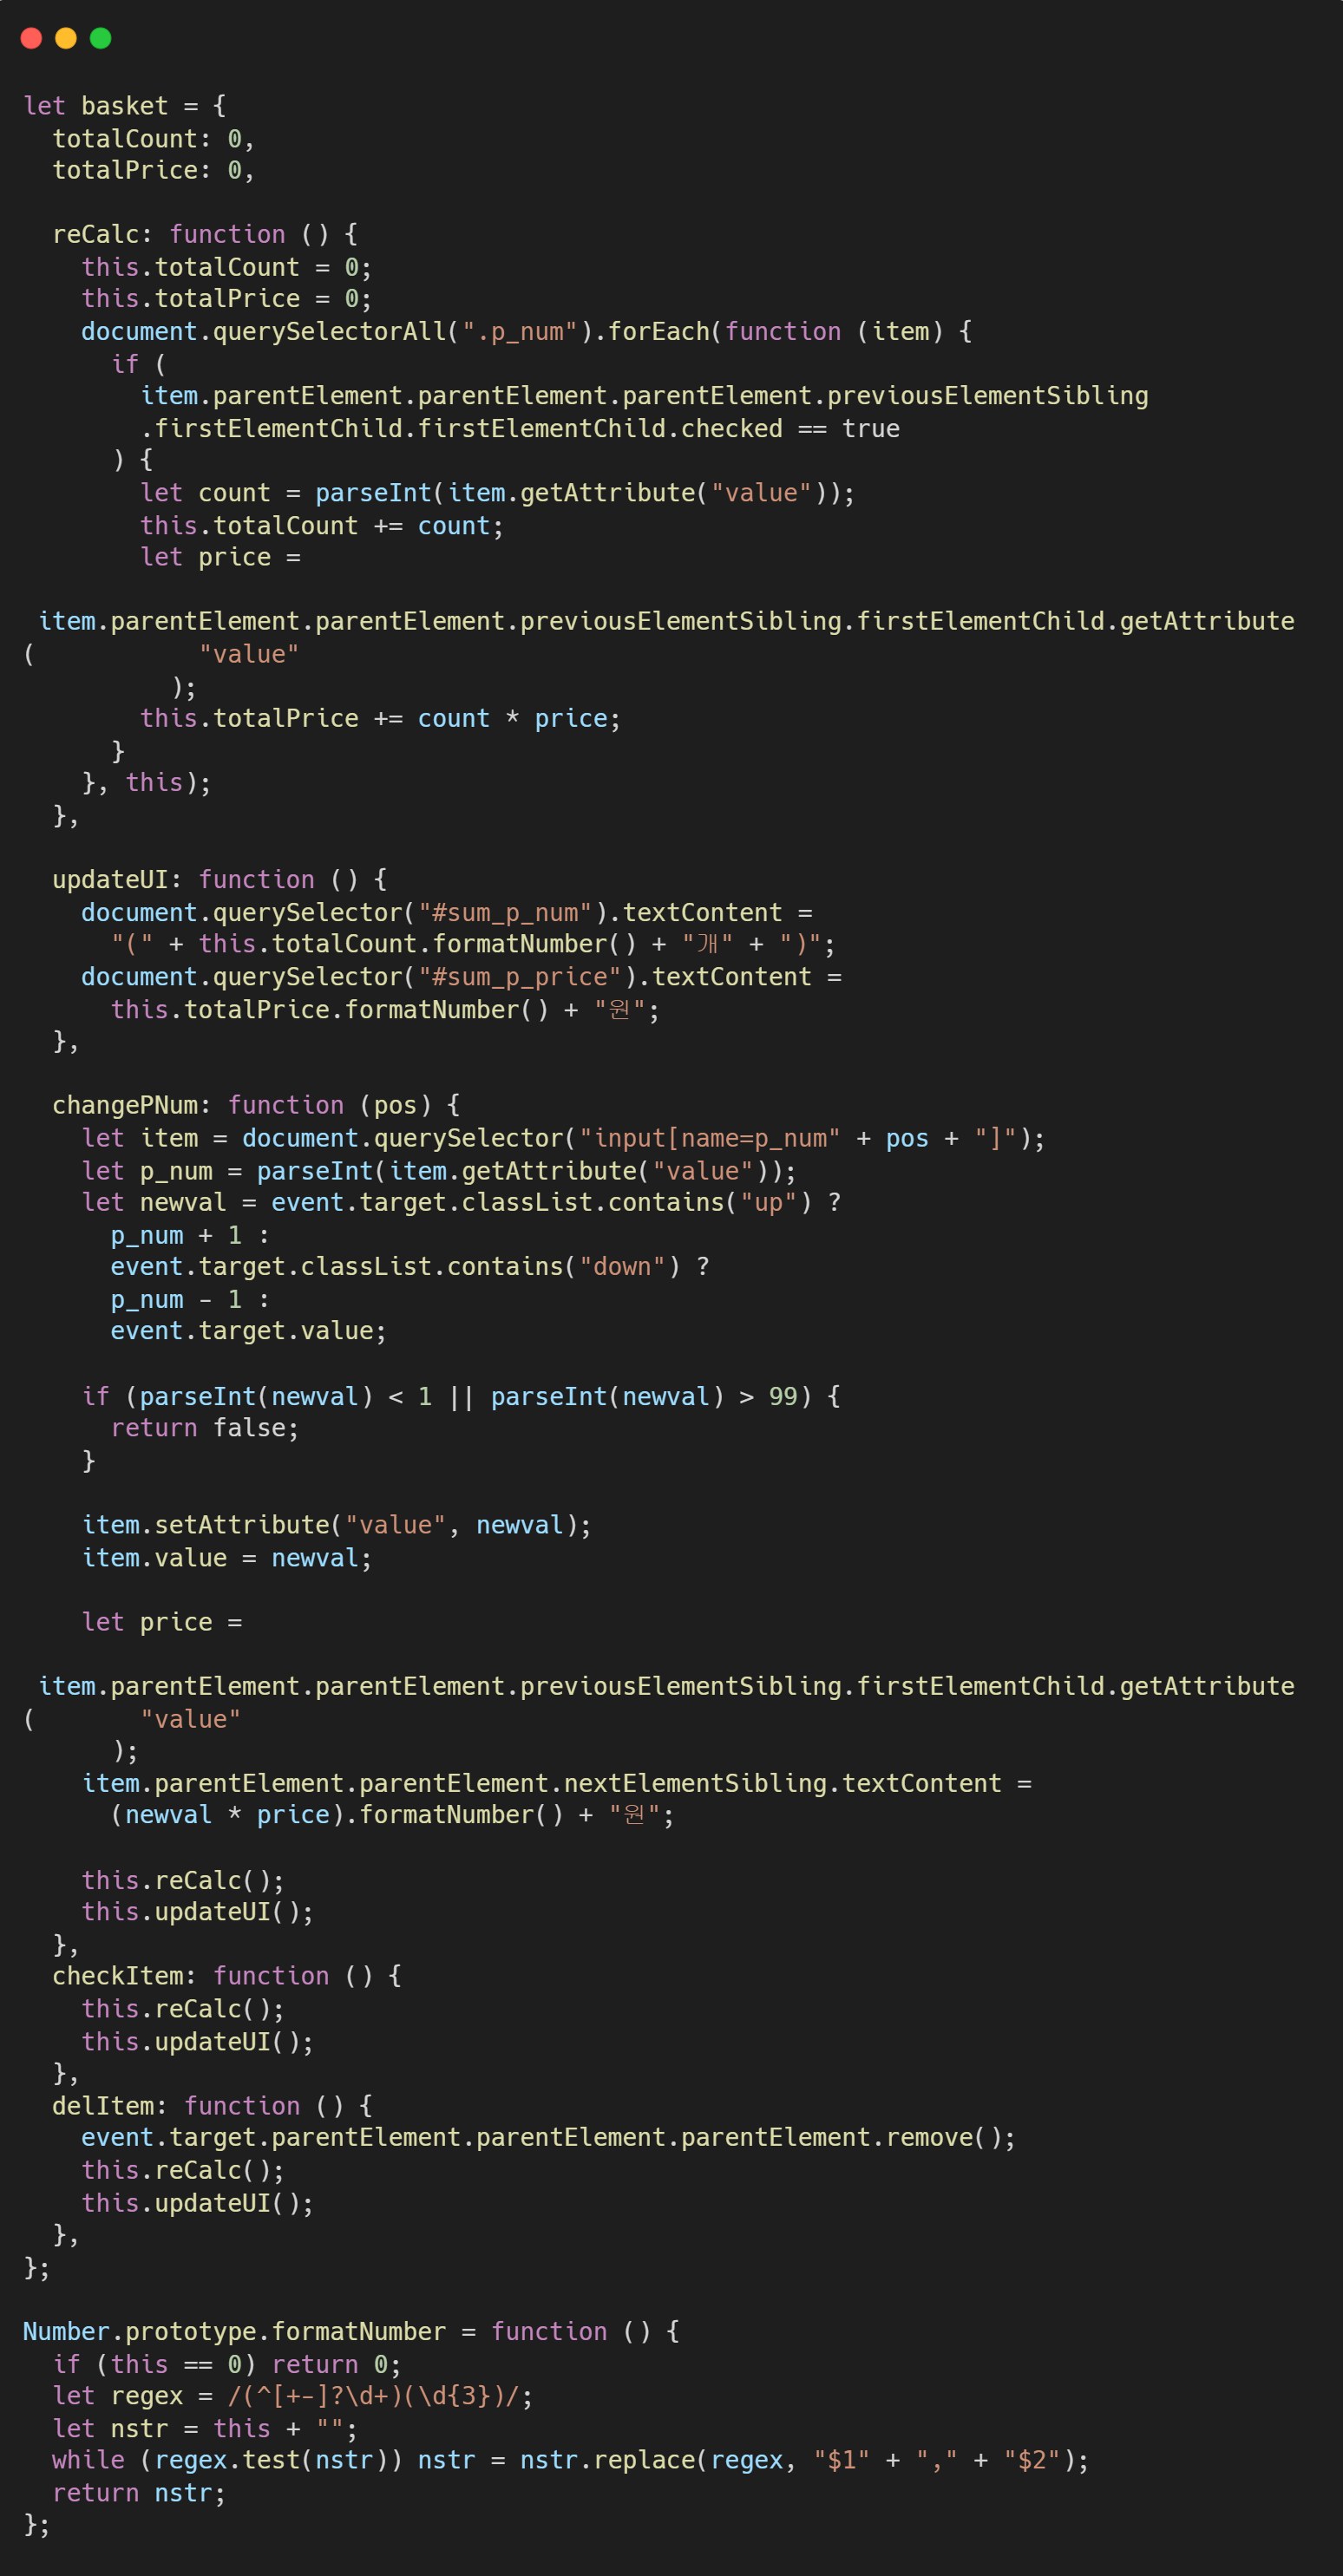 let basket = {
  totalCount: 0,
  totalPrice: 0,

  reCalc: function () {
    this.totalCount = 0;
    this.totalPrice = 0;
    document.querySelectorAll(".p_num").forEach(function (item) {
      if (
        item.parentElement.parentElement.parentElement.previousElementSibling
        .firstElementChild.firstElementChild.checked == true
      ) {
        let count = parseInt(item.getAttribute("value"));
        this.totalCount += count;
        let price =

 item.parentElement.parentElement.previousElementSibling.firstElementChild.getAttribute
(           "value"
          );
        this.totalPrice += count * price;
      }
    }, this);
  },

  updateUI: function () {
    document.querySelector("#sum_p_num").textContent =
      "(" + this.totalCount.formatNumber() + "개" + ")";
    document.querySelector("#sum_p_price").textContent =
      this.totalPrice.formatNumber() + "원";
  },

  changePNum: function (pos) {
    let item = document.querySelector("input[name=p_num" + pos + "]");
    let p_num = parseInt(item.getAttribute("value"));
    let newval = event.target.classList.contains("up") ?
      p_num + 1 :
      event.target.classList.contains("down") ?
      p_num - 1 :
      event.target.value;

    if (parseInt(newval) < 1 || parseInt(newval) > 99) {
      return false;
    }

    item.setAttribute("value", newval);
    item.value = newval;

    let price =

 item.parentElement.parentElement.previousElementSibling.firstElementChild.getAttribute
(       "value"
      );
    item.parentElement.parentElement.nextElementSibling.textContent =
      (newval * price).formatNumber() + "원";

    this.reCalc();
    this.updateUI();
  },
  checkItem: function () {
    this.reCalc();
    this.updateUI();
  },
  delItem: function () {
    event.target.parentElement.parentElement.parentElement.remove();
    this.reCalc();
    this.updateUI();
  },
};

Number.prototype.formatNumber = function () {
  if (this == 0) return 0;
  let regex = /(^[+-]?\d+)(\d{3})/;
  let nstr = this + "";
  while (regex.test(nstr)) nstr = nstr.replace(regex, "$1" + "," + "$2");
  return nstr;
};